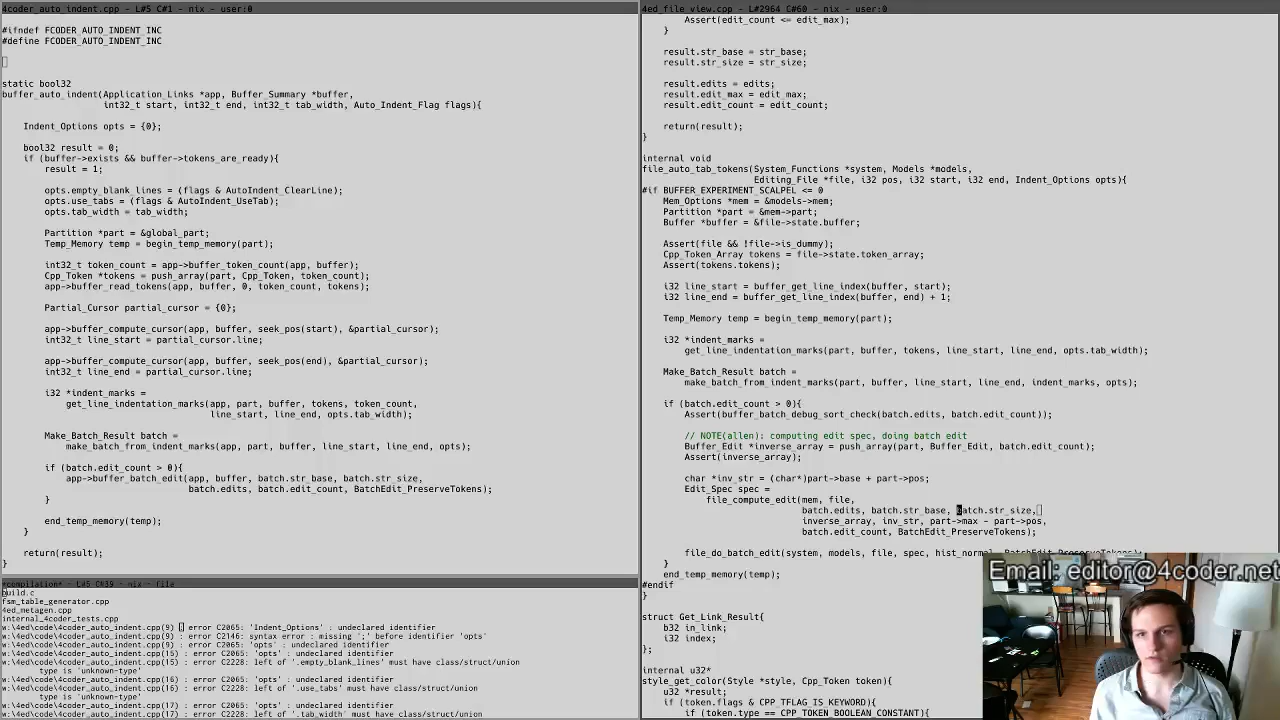 4coder_auto_indent.cpp - L#5 C#1 - nix - user:0
#ifndef FCODER_AUTO_INDENT_INC
#define FCODER_AUTO_INDENT_INC
static bool32
buffer_auto_indent(Application_Links *app, Buffer_Summary *buffer,
int32_t start, int32_t end, int32_t tab_width, Auto_Indent_Flag flags){
Indent_Options opts = {0};
bool32 result = 0;
if (buffer->exists && buffer->tokens_are_ready){
result = 1;
opts.empty_blank_lines = (flags & AutoIndent_ClearLine);
opts.use_tabs = (flags & AutoIndent_UseTab);
opts.tab_width = tab_width;
Partition *part = &global_part;
Temp_Memory temp = begin_temp_memory(part);
int32_t token_count = app->buffer_token_count(app, buffer);
Cpp_Token *tokens = push_array(part, Cpp_Token, token_count);
app->buffer_read_tokens(app, buffer, 0, token_count, tokens);
Partial_Cursor partial_cursor = {0};
app->buffer_compute_cursor(app, buffer, seek_pos(start), &partial_cursor);
int32_t line_start = partial_cursor.line;
app->buffer_compute_cursor(app, buffer, seek_pos(end), &partial_cursor);
int32_t line_end = partial_cursor.line;
i32 *indent_marks =
get_line_indentation_marks(app, part, buffer, tokens, token_count,
line_start, line_end, opts.tab_width);
Make_Batch_Result batch =
make_batch_from_indent_marks(app, part, buffer, line_start, line_end, opts);
if (batch.edit_count > 0){
app->buffer_batch_edit(app, buffer, batch.str_base, batch.str_size,
batch.edits, batch.edit_count, BatchEdit_PreserveTokens);
}
end_temp_memory(temp);
}
return(result);
}
*compilation* - L#5 C#39 - nix - file
build.c
fsm_table_generator.cpp
4ed_metagen.cpp
internal_4coder_tests.cpp
w:\4ed\code\4coder_auto_indent.cpp(9) : error C2065: 'Indent_Options' : undeclared identifier
w:\4ed\code\4coder_auto_indent.cpp(9) : error C2146: syntax error : missing ';' before identifier 'opts'
w:\4ed\code\4coder_auto_indent.cpp(9) : error C2065: 'opts' : undeclared identifier
w:\4ed\code\4coder_auto_indent.cpp(15) : error C2065: 'opts' : undeclared identifier
w:\4ed\code\4coder_auto_indent.cpp(15) : error C2228: left of '.empty_blank_lines' must have class/struct/union
type is 'unknown-type'
w:\4ed\code\4coder_auto_indent.cpp(16) : error C2065: 'opts' : undeclared identifier
w:\4ed\code\4coder_auto_indent.cpp(16) : error C2228: left of '.use_tabs' must have class/struct/union
type is 'unknown-type'
w:\4ed\code\4coder_auto_indent.cpp(17) : error C2065: 'opts' : undeclared identifier
w:\4ed\code\4coder_auto_indent.cpp(17) : error C2228: left of '.tab_width' must have class/struct/union
4ed_file_view.cpp - L#2964 C#60 - nix - user:0
Assert(edit_count <= edit_max);
}
result.str_base = str_base;
result.str_size = str_size;
result.edits = edits;
result.edit_max = edit_max;
result.edit_count = edit_count;
return(result);
}
internal void
file_auto_tab_tokens(System_Functions *system, Models *models,
Editing_File *file, i32 pos, i32 start, i32 end, Indent_Options opts){
#if BUFFER_EXPERIMENT_SCALPEL <= 0
Mem_Options *mem = &models->mem;
Partition *part = &mem->part;
Buffer *buffer = &file->state.buffer;
Assert(file && !file->is_dummy);
Cpp_Token_Array tokens = file->state.token_array;
Assert(tokens.tokens);
i32 line_start = buffer_get_line_index(buffer, start);
i32 line_end = buffer_get_line_index(buffer, end) + 1;
Temp_Memory temp = begin_temp_memory(part);
i32 *indent_marks =
get_line_indentation_marks(part, buffer, tokens, line_start, line_end, opts.tab_width);
Make_Batch_Result batch =
make_batch_from_indent_marks(part, buffer, line_start, line_end, indent_marks, opts);
if (batch.edit_count > 0){
Assert(buffer_batch_debug_sort_check(batch.edits, batch.edit_count));
// NOTE(allen): computing edit spec, doing batch edit
Buffer_Edit *inverse_array = push_array(part, Buffer_Edit, batch.edit_count);
Assert(inverse_array);
char *inv_str = (char*)part->base + part->pos;
Edit_Spec spec =
file_compute_edit(mem, file,
batch.edits, batch.str_base, batch.str_size,
inverse_array, inv_str, part->max - part->pos,
batch.edit_count, BatchEdit_PreserveTokens);
file_do_batch_edit(system, models, file, spec, hist_normal, BatchEdit_PreserveTokens);
}
end_temp_memory(temp);
#endif
}
struct Get_Link_Result{
b32 in_link;
i32 index;
};
internal u32*
style_get_color(Style *style, Cpp_Token token){
u32 *result;
if (token.flags & CPP_TFLAG_IS_KEYWORD){
if (token.type == CPP_TOKEN_BOOLEAN_CONSTANT){
Email: editor@4coder.net